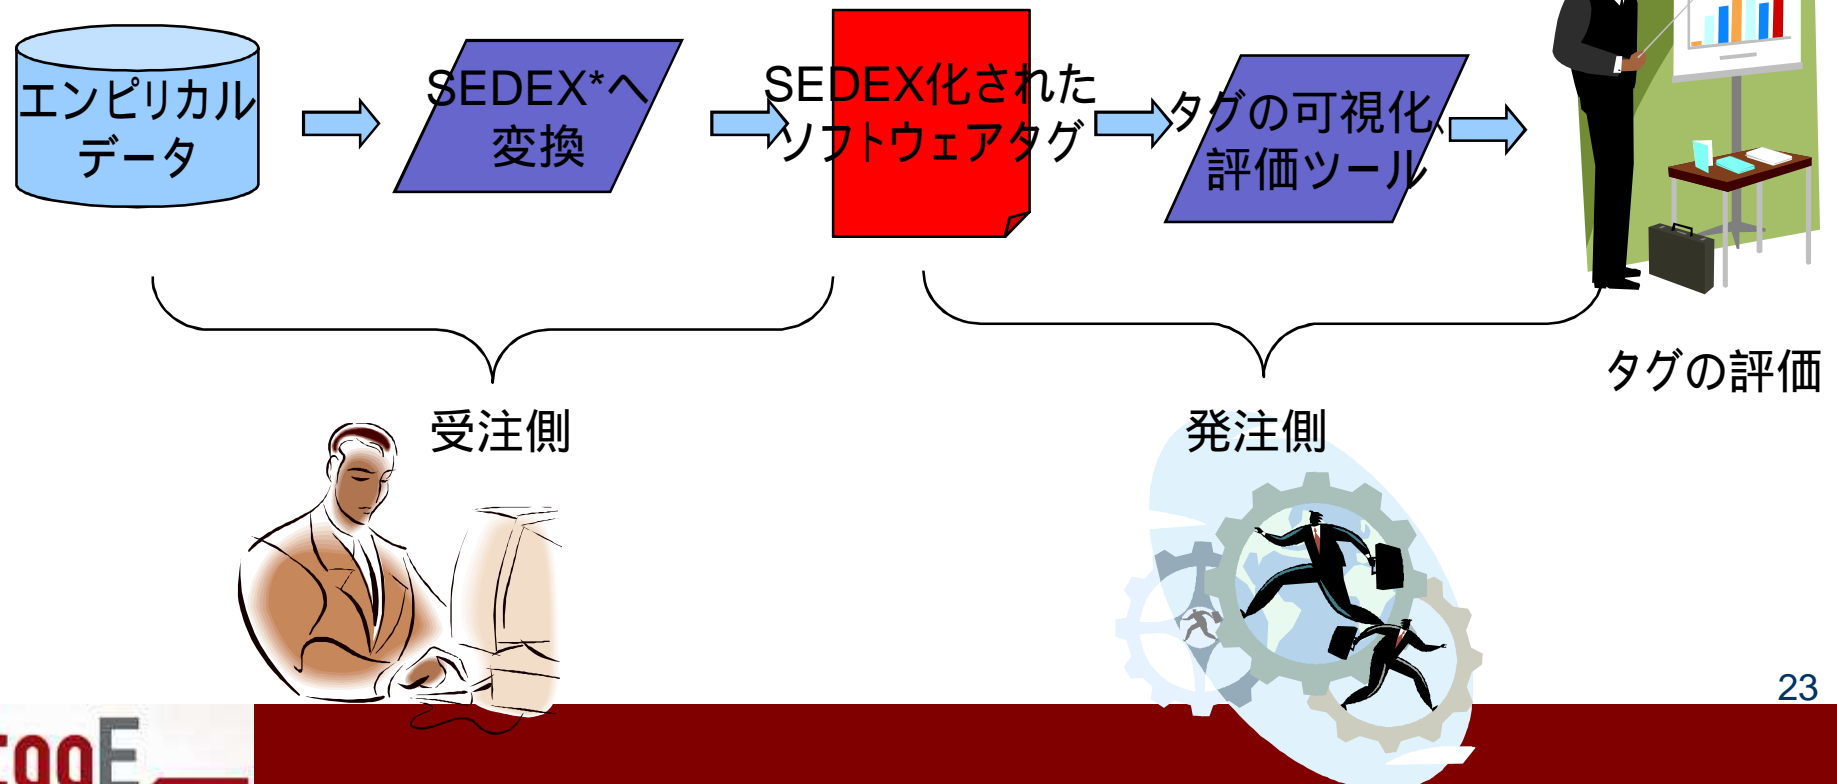 エンピリカル
データ
SEDEX*へ
変換
SEDEX化された
ソフトウェアタグ
タグの可視化、
評価ツール
タグの評価
受注側
発注側
23